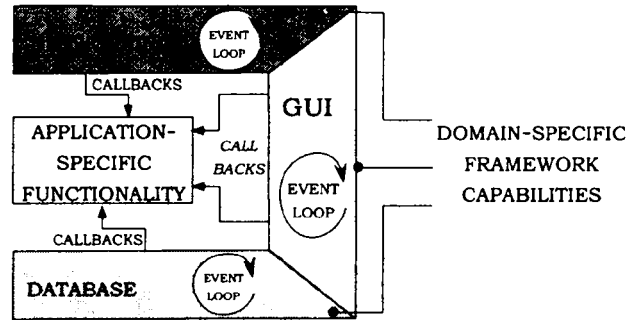 EVENT
LOOP
CALLBACKS
GUI
APPLICATION-
SPECIFIC
FUNCTIONALITY
CALL
BACKS
DOMAIN-SPECIFIC
FRAMEWORK
CAPABILITIES
EVENT
LOOP
CALLBACKS
EVENT
LOOP
DATABASE